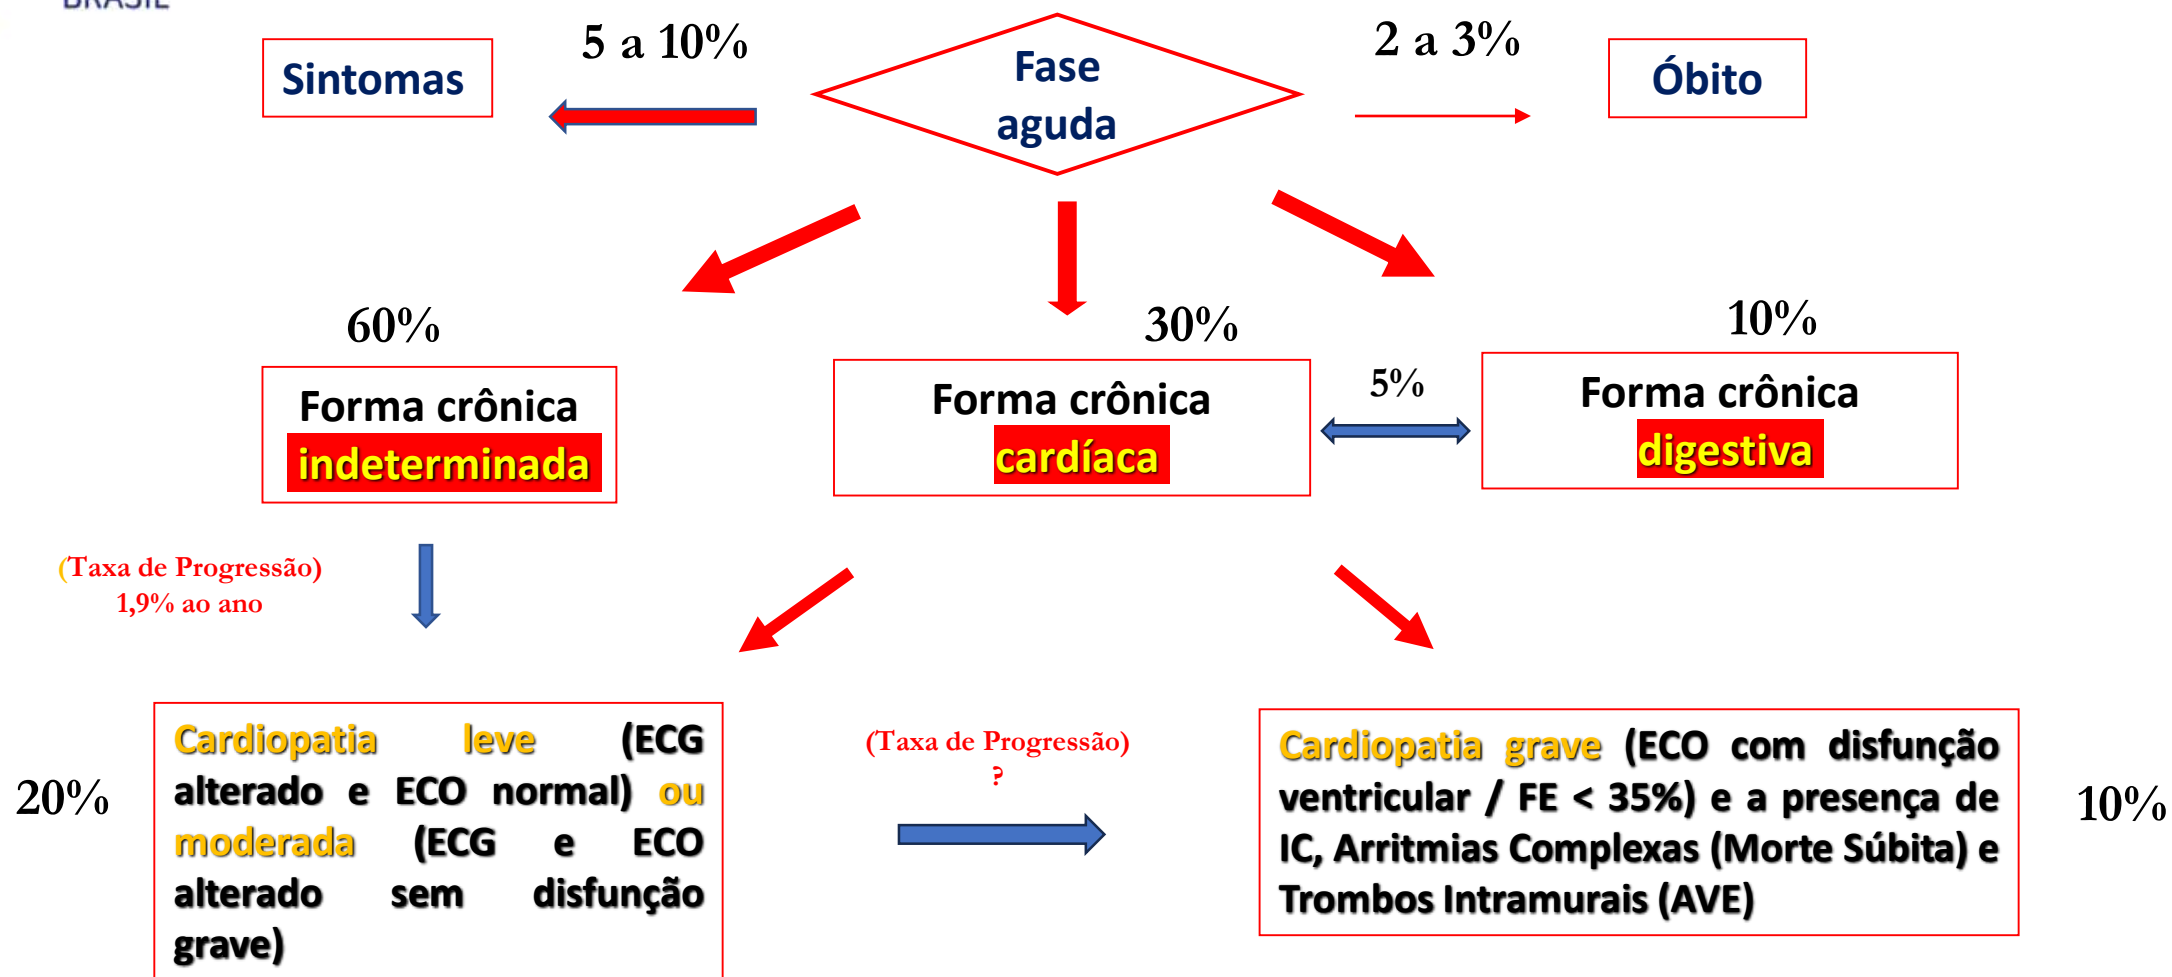 BRASIL
Sintomas
5 a 10%
Fase
aguda
2 a 3%
Óbito
60%
30%
10%
Forma crônica
indeterminada
Forma crônica
cardíaca
5%
Forma crônica
digestiva
(Taxa de Progressão)
1,9% ao ano
20%
Cardiopatia leve (ECG
alterado e ECO normal) ou
moderada (ECG e ECO
alterado sem disfunção
grave)
(Taxa de Progressão)
?
Cardiopatia grave (ECO com disfunção
ventricular / FE < 35%) e a presença de
IC, Arritmias Complexas (Morte Súbita) e
Trombos Intramurais (AVE)
10%